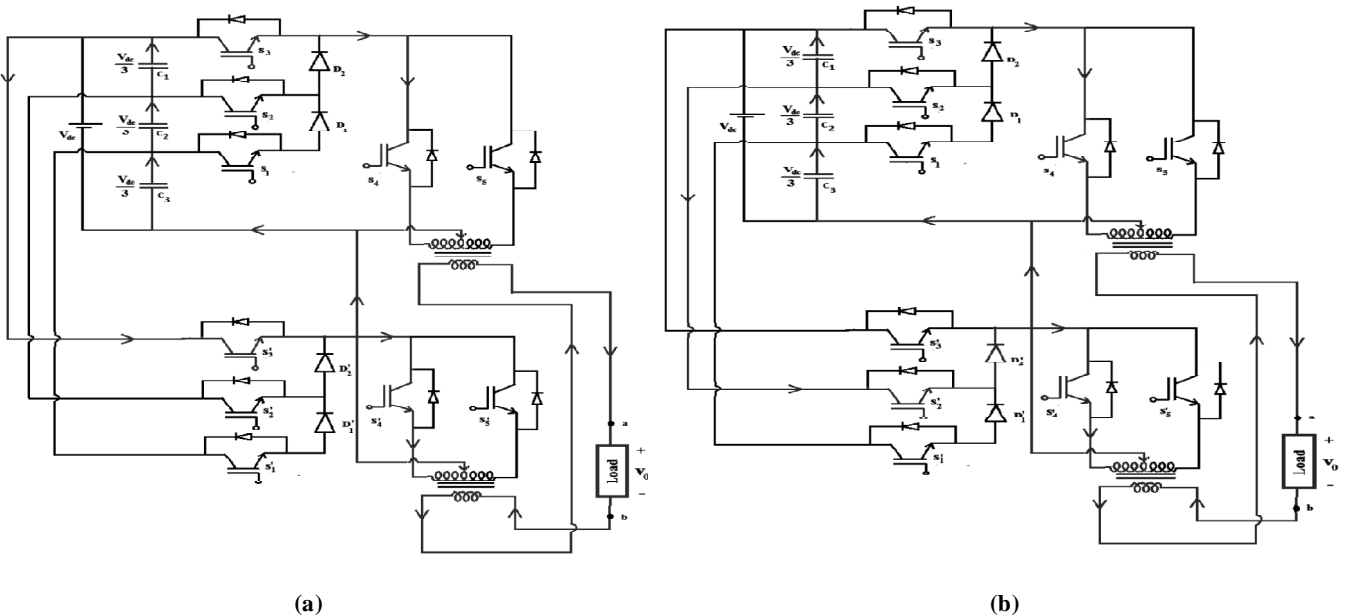 S3
D2
Vdc/3
C1
S2
Vdc
Vdc/3
C2
D1
S1
Vdc/3
C3
S4
S5
S'3
D'2
S'2
D'1
S'4
S'5
S'1
a
+
Load
V0
−
b
(a)
S3
D2
Vdc/3
C1
S2
Vdc
Vdc/3
C2
D1
S1
Vdc/3
C3
S4
S5
S'3
D'2
S'2
D'1
S'4
S'5
S'1
+
Load
V0
−
b
(b)